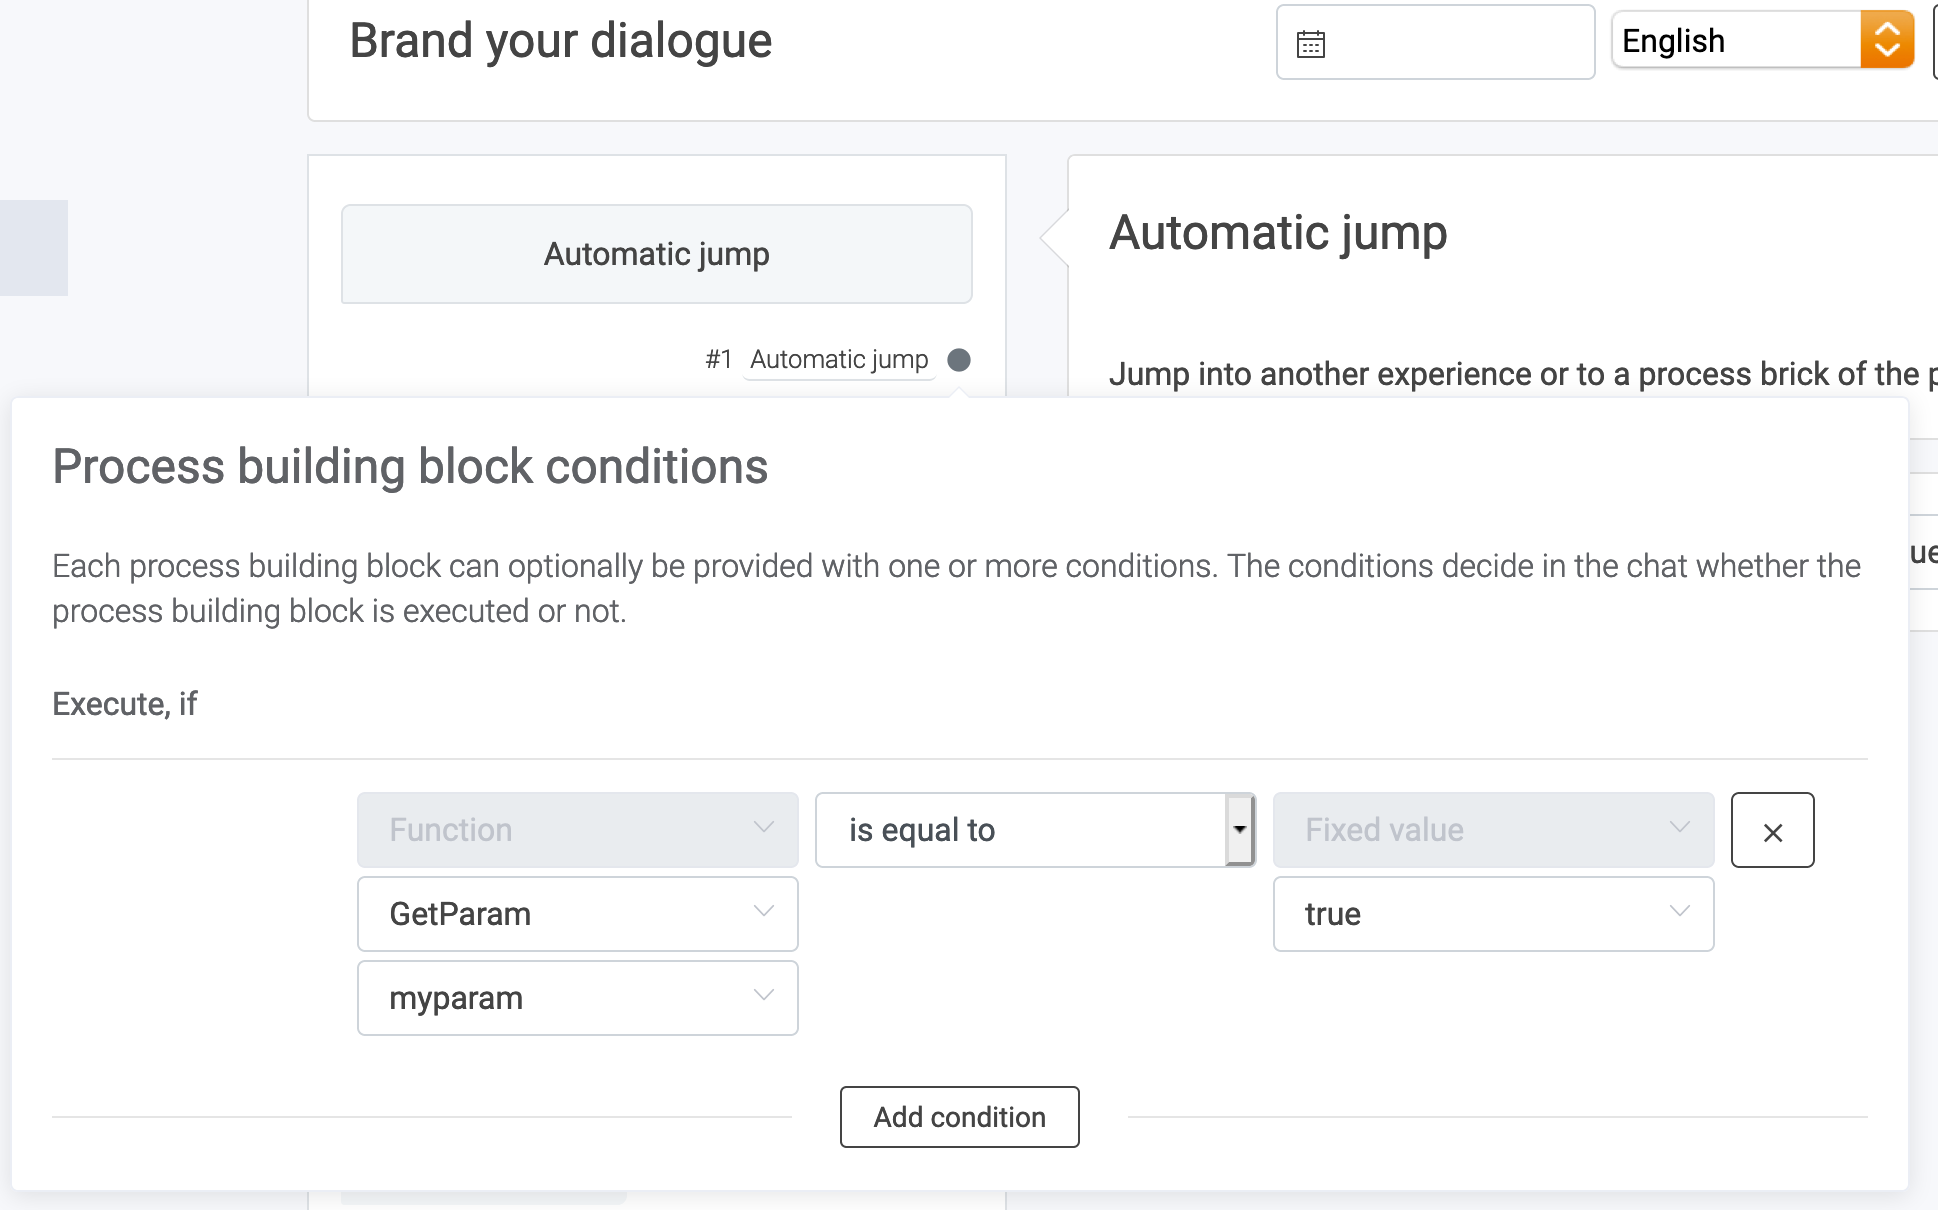 Brand your dialogue
English
Automatic jump
#1 Automatic jump
Automatic jump
Jump into another experience or to a process brick of the
Process building block conditions
Each process building block can optionally be provided with one or more conditions. The conditions decide in the chat whether the
process building block is executed or not.
Execute, if
Function
is equal to
Fixed value
GetParam
true
myparam
Add condition